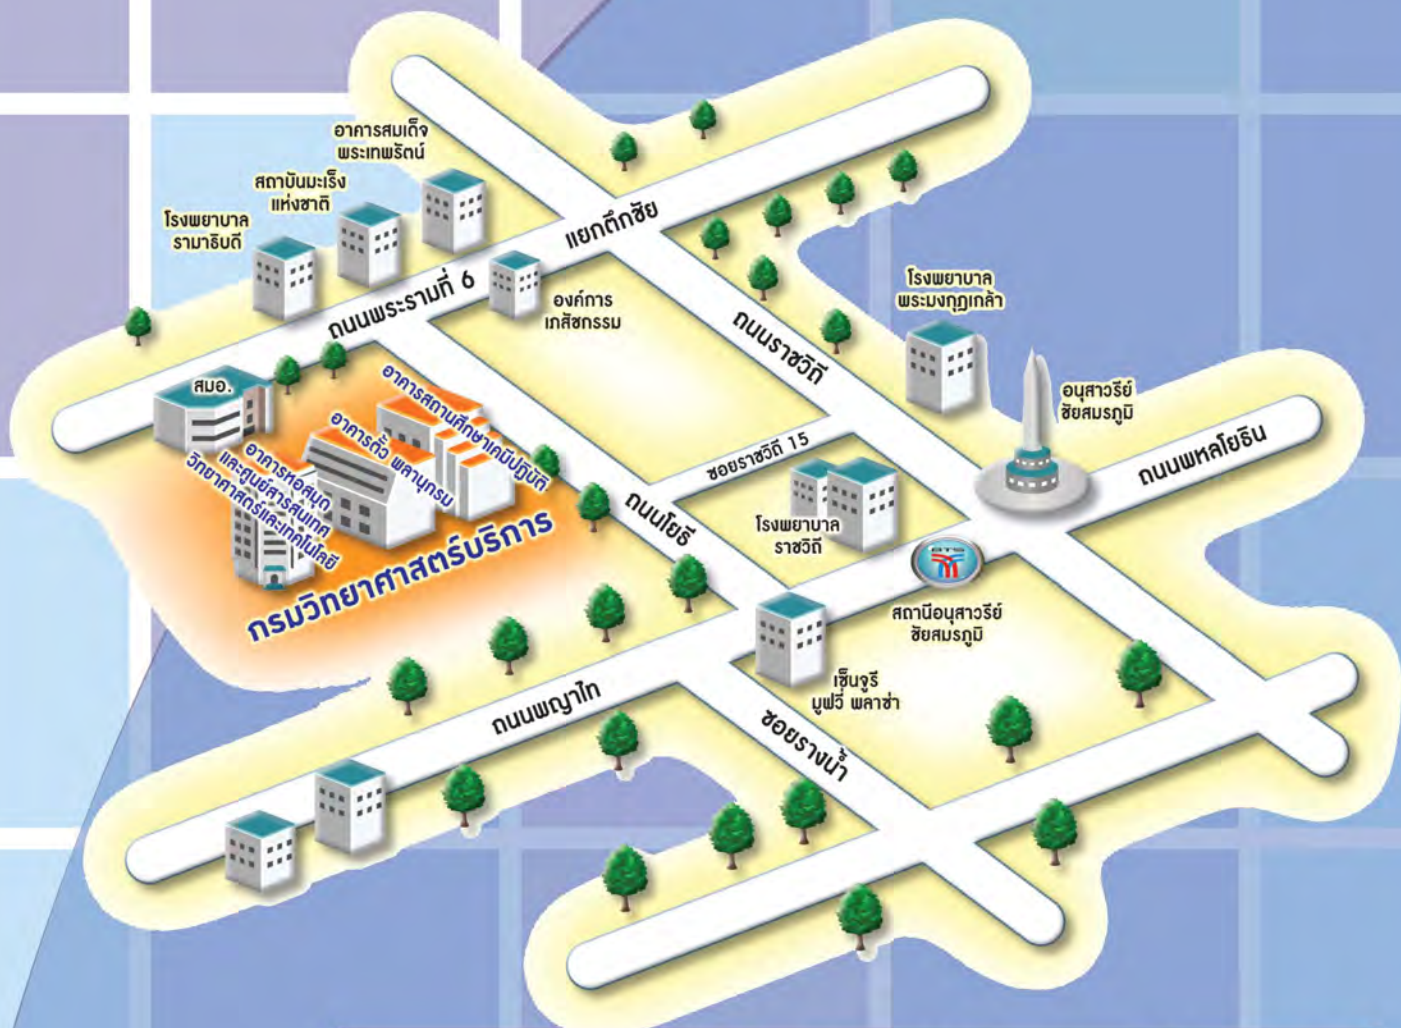 อาคารสมเด็จ
พระเทพรัตน์
สถาบันมะเร็ง
แห่งชาติ
โรงพยาบาล
รามาธิบดี
แยกตึกชัย
ถนนพระรามที่ 6
องค์การ
เภสัชกรรม
ถนนราชวิถี
โรงพยาบาล
พระมงกุฎเกล้า
อนุสาวรีย์
ชัยสมรภูมิ
สมอ.
อาคารสถานศึกษาเคมีปฏิบัติ
อาคารตั้ว พลานุกรม
อาคารหอสมุด
และศูนย์สารสนเทศ
วิทยาศาสตร์และเทคโนโลยี
กรมวิทยาศาสตร์บริการ
ซอยราชวิถี 15
ถนนพหลโยธิน
ถนนโยธี
โรงพยาบาล
ราชวิถี
BTS
สถานีอนุสาวรีย์
ชัยสมรภูมิ
เซ็นจูรี
มูฟวี่ พลาซ่า
ถนนพญาไท
ซอยรางน้ำ